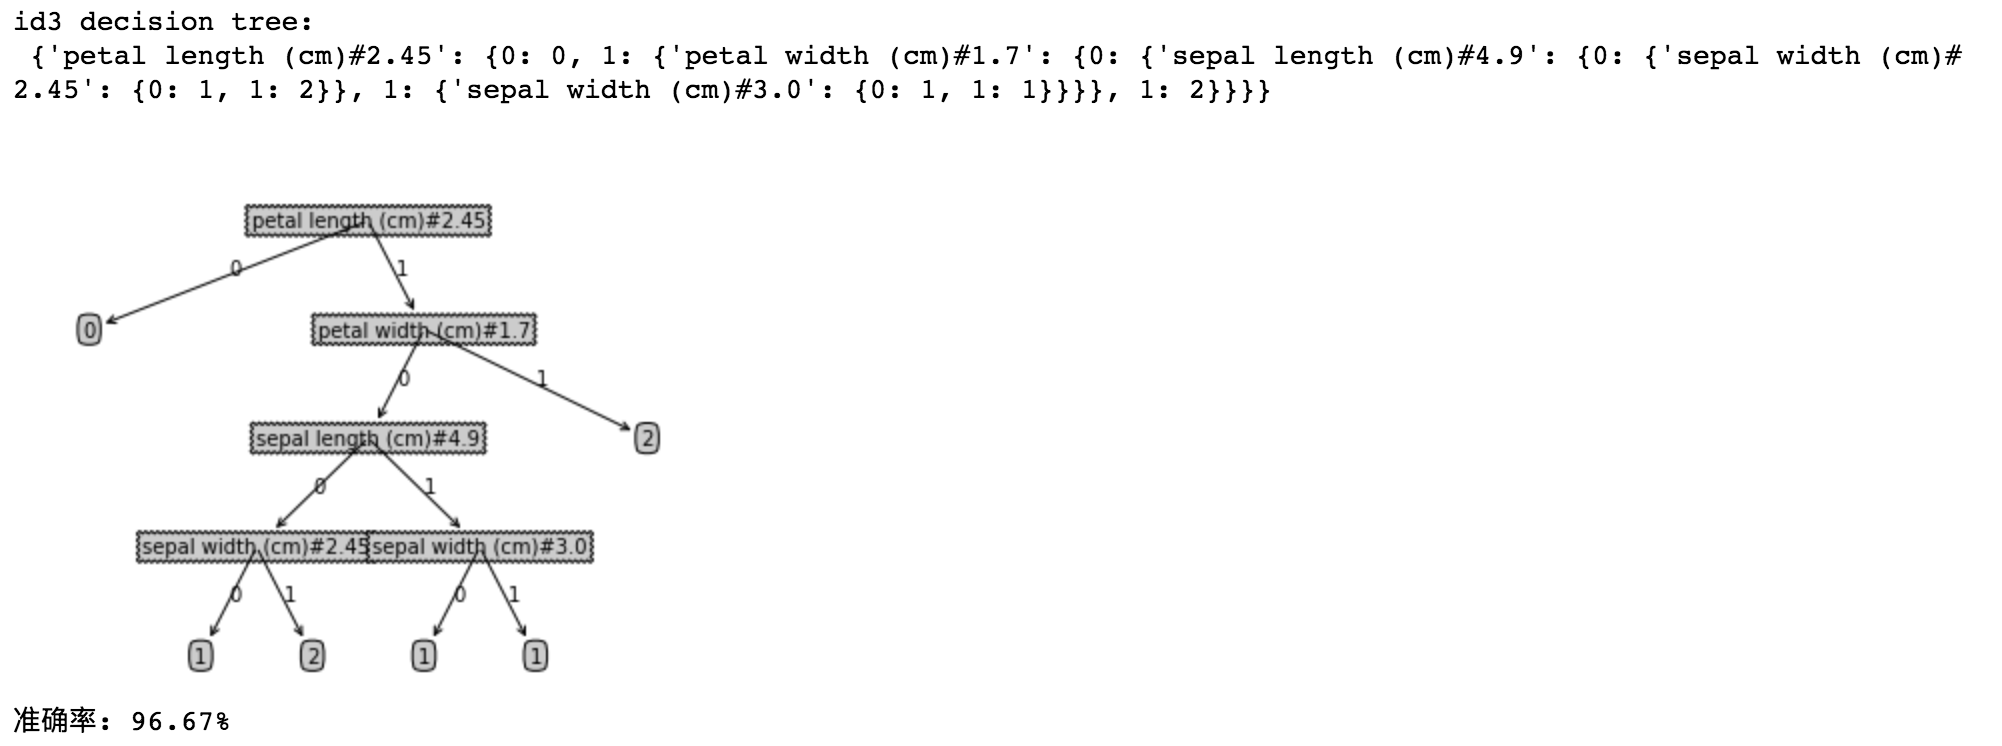 id3 decision tree:
{'petal length (cm)#2.45': {0: 0, 1: {'petal width (cm)#1.7': {0: {'sepal length (cm)#4.9': {0: {'sepal width (cm)#
2.45': {0: 1, 1: 2}}, 1: {'sepal width (cm)#3.0': {0: 1, 1: 1}}}}, 1: 2}}}}
petal length (cm)#2.45
0 1
0 petal width (cm)#1.7
0 1
sepal length (cm)#4.9 2
0 1
sepal width (cm)#2.45 sepal width (cm)#3.0
0 1 0 1
1 2 1 1
准确率: 96.67%